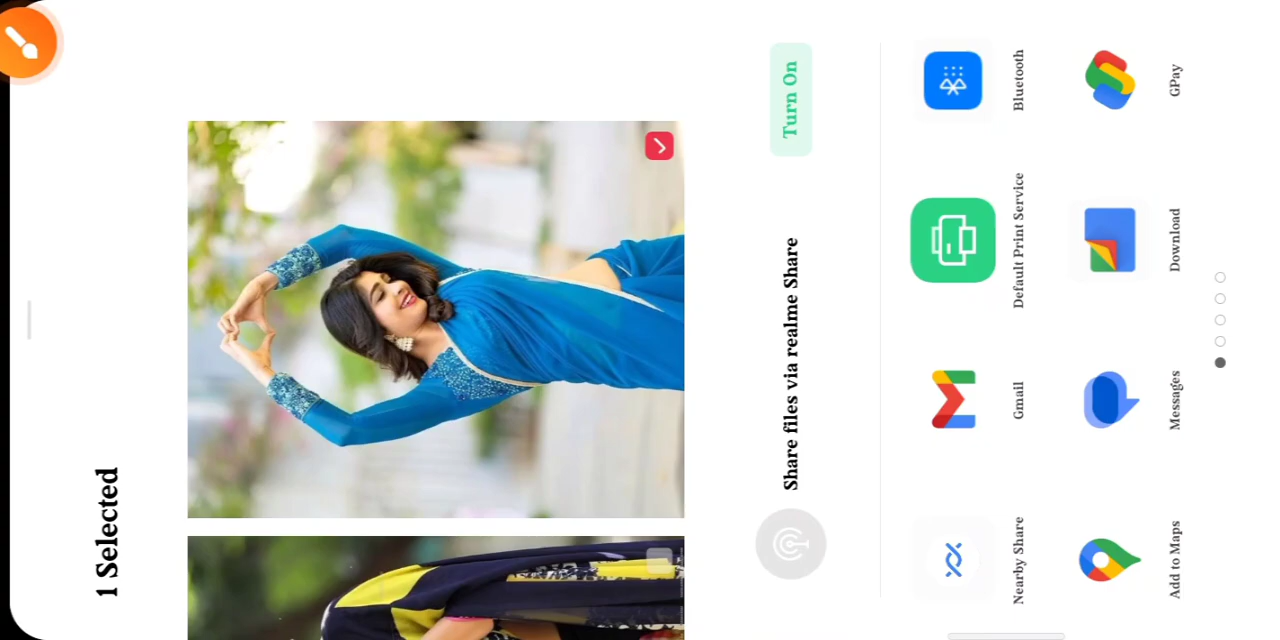 1 Selected
Share files via realme Share
Turn On
Nearby Share
Gmail
Default Print Service
Bluetooth
Add to Maps
Messages
Download
GPay